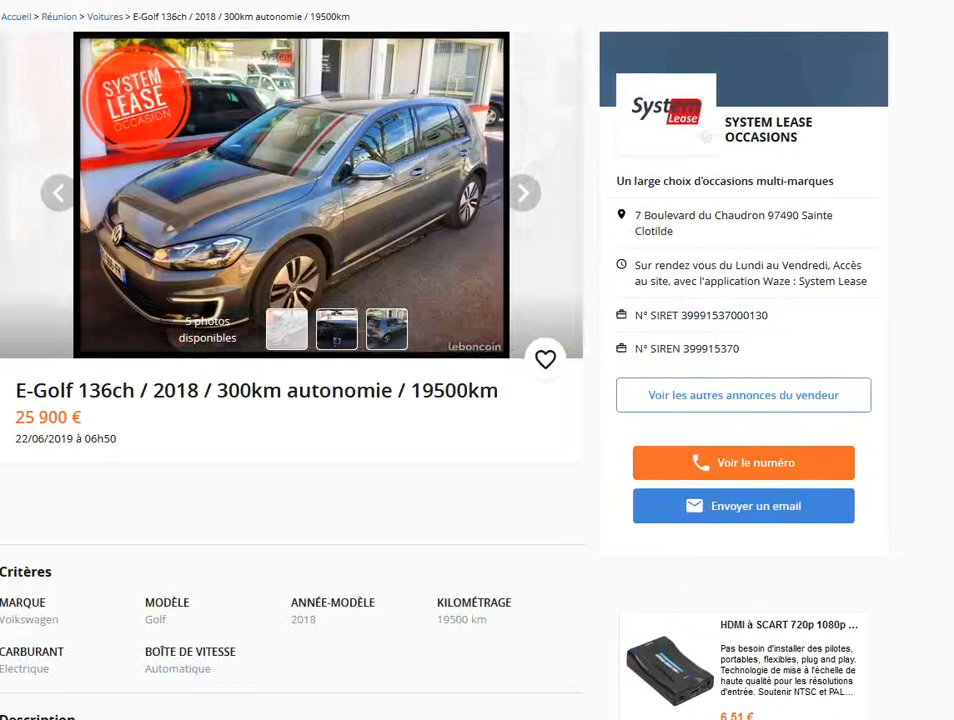 Accueil > Réunion > Voitures > E-Golf 136ch / 2018 / 300km autonomie / 19500km
SYSTEM
LEASE
OCCASION
System
5 photos
disponibles
leboncoin
E-Golf 136ch / 2018 / 300km autonomie / 19500km
25 900 €
22/06/2019 à 06h50
Critères
MARQUE
Volkswagen
MODÈLE
Golf
ANNÉE-MODÈLE
2018
KILOMÉTRAGE
19500 km
CARBURANT
Electrique
BOÎTE DE VITESSE
Automatique
Description
System
Lease
SYSTEM LEASE
OCCASIONS
Un large choix d'occasions multi-marques
7 Boulevard du Chaudron 97490 Sainte
Clotilde
Sur rendez vous du Lundi au Vendredi, Accès
au site, avec l'application Waze : System Lease
N° SIRET 39991537000130
N° SIREN 399915370
Voir les autres annonces du vendeur
Voir le numéro
Envoyer un email
HDMI à SCART 720p 1080p ...
Pas besoin d'installer des pilotes,
portables, flexibles, plug and play.
Technologie de mise à l'échelle de
haute qualité pour les résolutions
d'entrée. Soutenir NTSC et PAL...
6,51 €